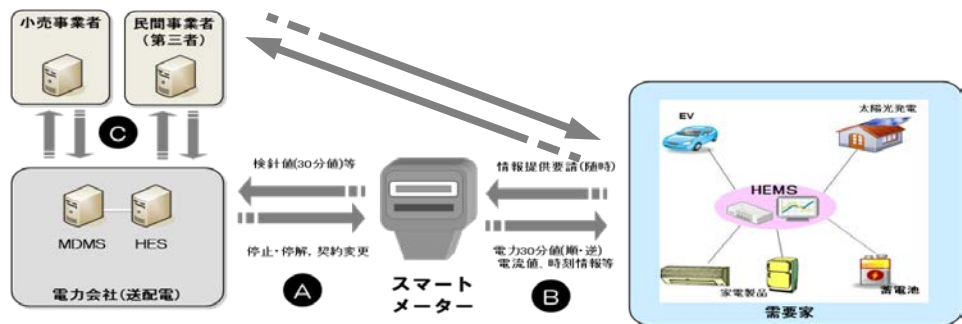 小売事業者
民間事業者
(第三者)
C
検針値(30分値)等
停止・停解, 契約変更
A
MDMS
HES
電力会社(送配電)
スマート
メーター
情報提供要請(随時)
電力30分値(順・逆)
電流値、時刻情報等
B
EV
太陽光発電
HEMS
家電製品
蓄電池
需要家